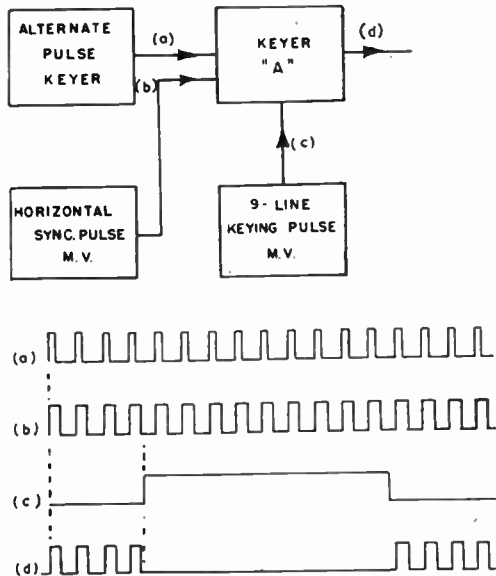 ALTERNATE
PULSE
KEYER
(a)
(b)
KEYER
"A"
(d)
(c)
HORIZONTAL
SYNC. PULSE
M.V.
9-LINE
KEYING PULSE
M.V.
(a)
(b)
(c)
(d)